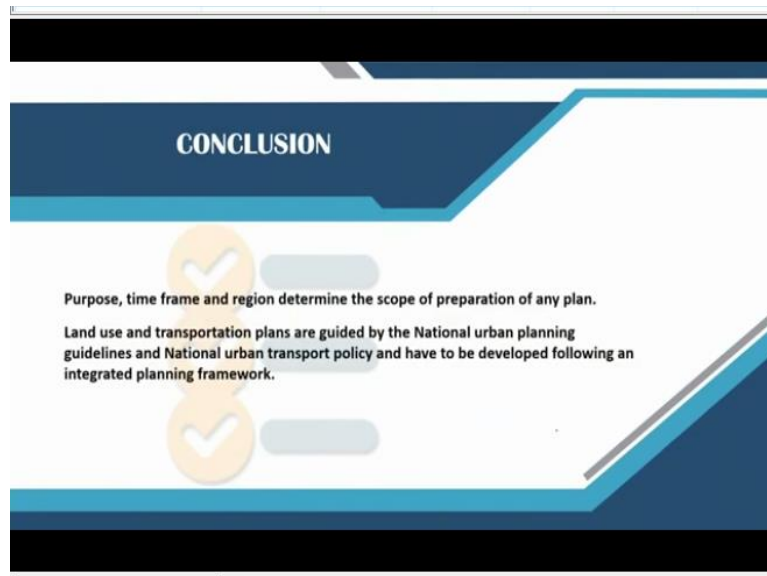 CONCLUSION
Purpose, time frame and region determine the scope of preparation of any plan.
Land use and transportation plans are guided by the National urban planning
guidelines and National urban transport policy and have to be developed following an
integrated planning framework.